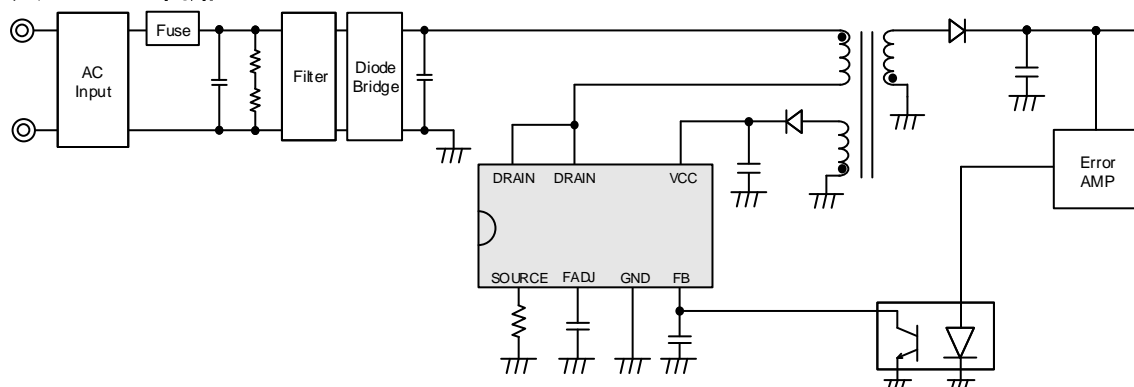 Fuse
AC
Input
Filter
Diode
Bridge
DRAIN DRAIN VCC
Error
AMP
SOURCE FADJ GND FB